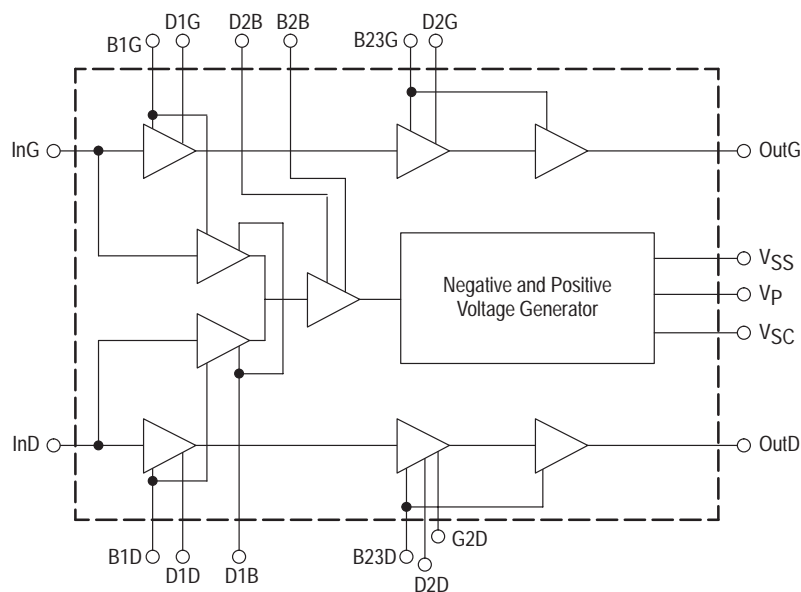 B1G
D1G
D2B
B2B
B23G
D2G
InG
OutG
Negative and Positive
Voltage Generator
VSS
VP
VSC
InD
OutD
B1D
D1D
D1B
B23D
D2D
G2D